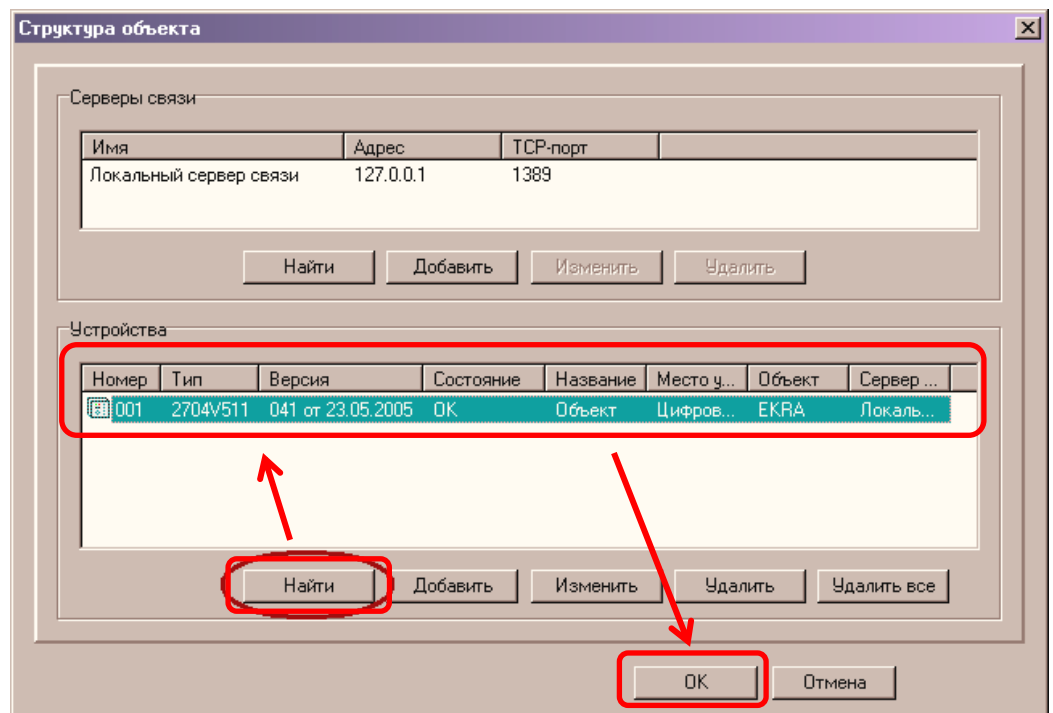 Структура объекта
Серверы связи
Имя Адрес TCP-порт
Локальный сервер связи 127.0.0.1 1389
Найти Добавить Изменить Удалить
Устройства
Номер Тип Версия Состояние Название Место у... Объект Сервер ...
001 2704V511 041 от 23.05.2005 OK Объект Цифров... EKRA Локаль...
Найти Добавить Изменить Удалить Удалить все
OK Отмена